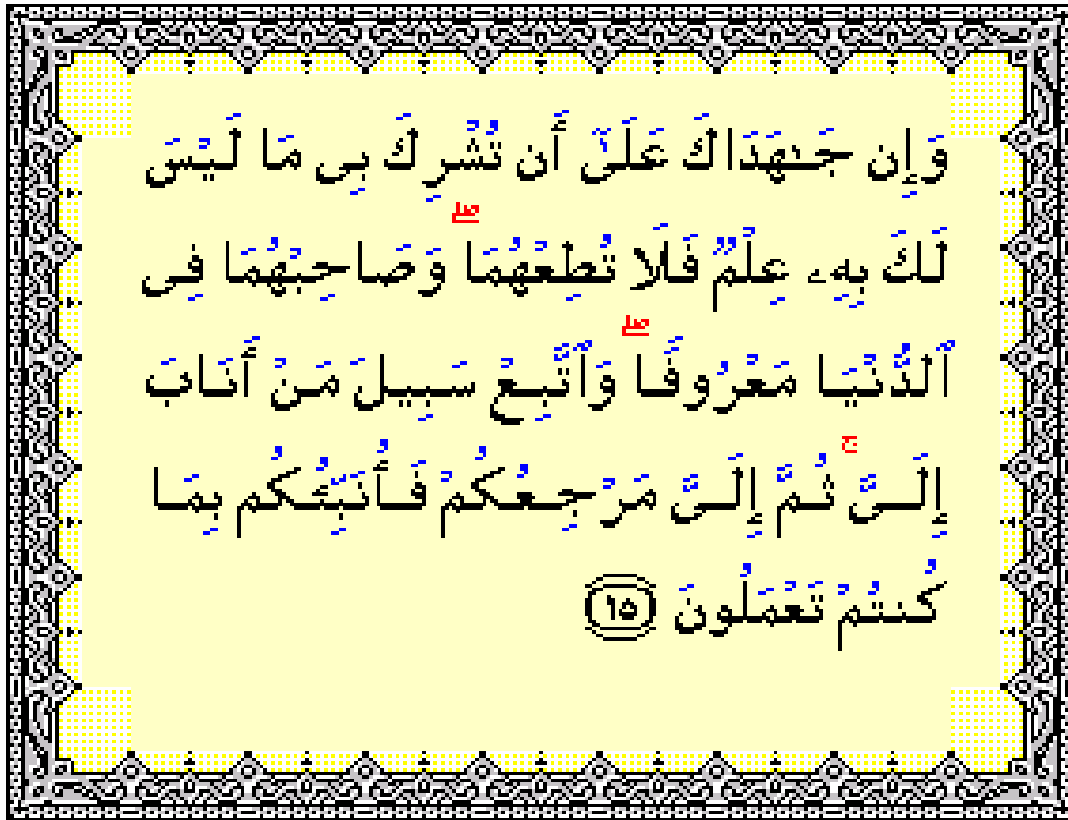 وَإِن جَـٰهَدَاكَ عَلَىٰٓ أَن تُشْرِكَ بِى مَا لَيْسَ
لَكَ بِهِۦ عِلْمٌ فَلَا تُطِعْهُمَا ۖ وَصَاحِبْهُمَا فِى
ٱلدُّنْيَا مَعْرُوفًا ۖ وَٱتَّبِعْ سَبِيلَ مَنْ أَنَابَ
إِلَىَّ ۚ ثُمَّ إِلَىَّ مَرْجِعُكُمْ فَأُنَبِّئُكُم بِمَا
كُنتُمْ تَعْمَلُونَ ١٥